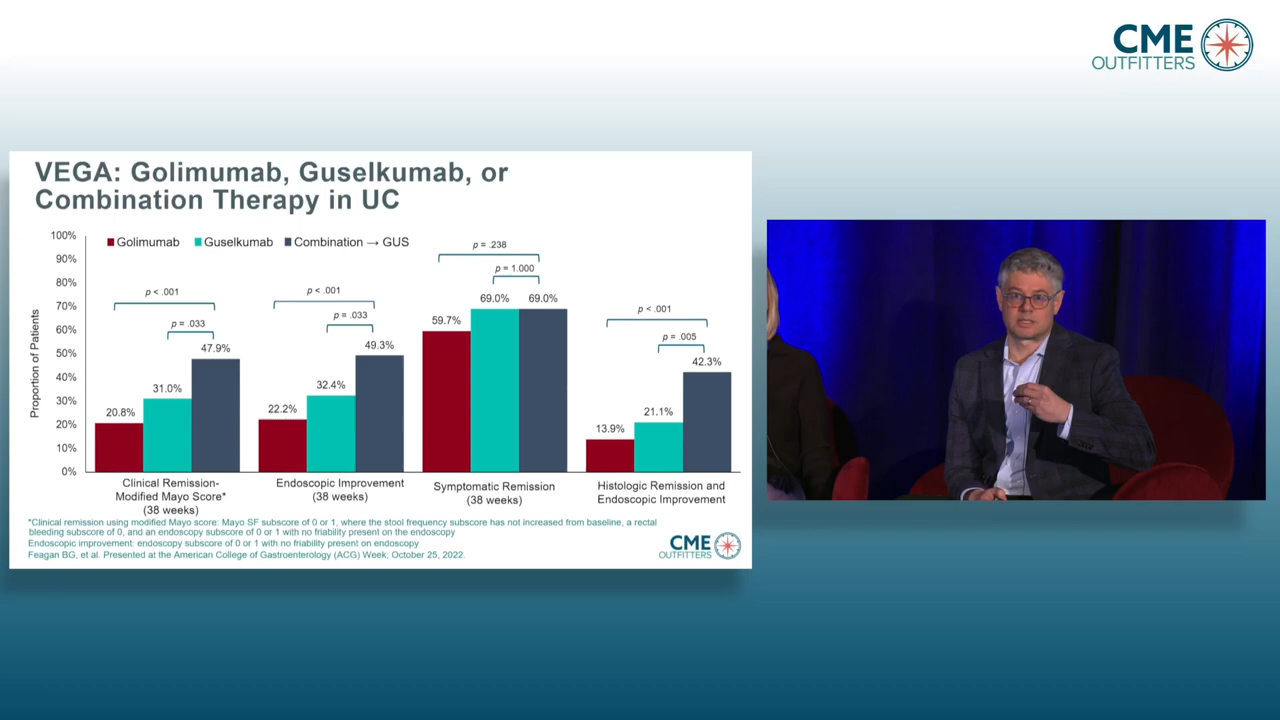 CME
OUTFITTERS
VEGA: Golimumab, Guselkumab, or
Combination Therapy in UC
100%
90%
80%
70%
60%
50%
40%
30%
20%
10%
0%
Proportion of Patients
Golimumab
Guselkumab
Combination → GUS
p < .001
p = .033
20.8%
31.0%
47.9%
Clinical Remission-
Modified Mayo Score*
(38 weeks)
p < .001
p = .033
22.2%
32.4%
49.3%
Endoscopic Improvement
(38 weeks)
p = .238
p = 1.000
59.7%
69.0%
69.0%
Symptomatic Remission
(38 weeks)
p < .001
p = .005
13.9%
21.1%
42.3%
Histologic Remission and
Endoscopic Improvement
*Clinical remission using modified Mayo score: Mayo SF subscore of 0 or 1, where the stool frequency subscore has not increased from baseline, a rectal
bleeding subscore of 0, and an endoscopy subscore of 0 or 1 with no friability present on the endoscopy
Endoscopic improvement: endoscopy subscore of 0 or 1 with no friability present on endoscopy
Feagan BG, et al. Presented at the American College of Gastroenterology (ACG) Week; October 25, 2022.
CME
OUTFITTERS